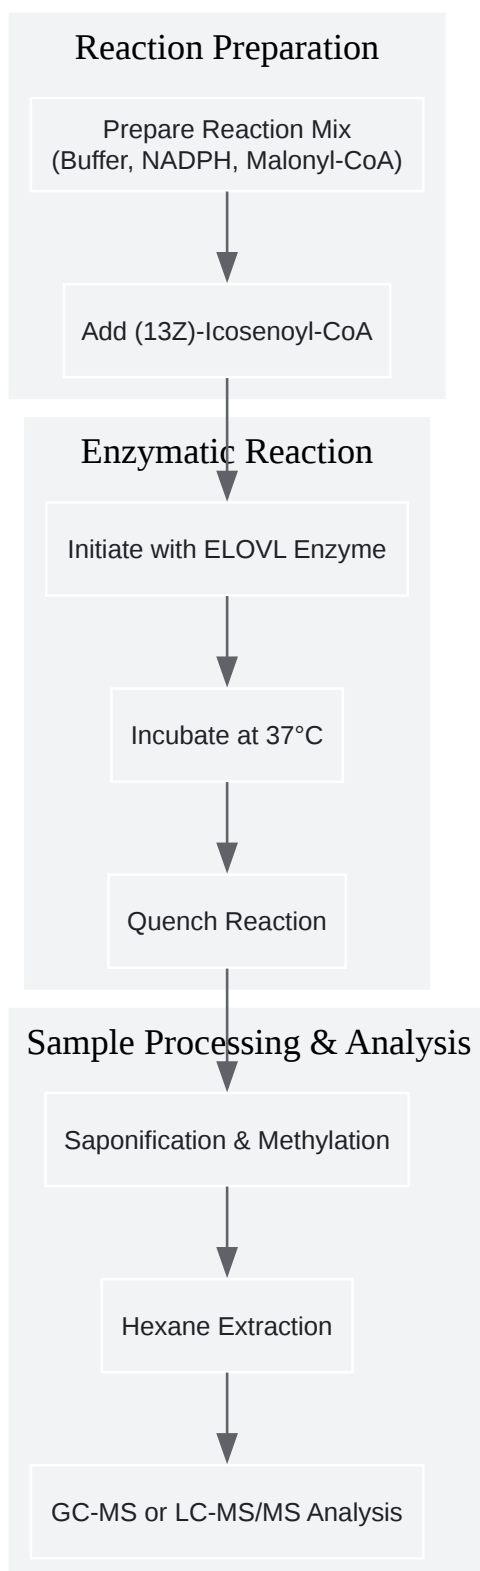 Reaction Preparation
Prepare Reaction Mix
(Buffer, NADPH, Malonyl-CoA)
Add (13Z)-Icosenoyl-CoA
Enzymatic Reaction
Initiate with ELOVL Enzyme
Incubate at 37°C
Quench Reaction
Sample Processing & Analysis
Saponification & Methylation
Hexane Extraction
GC-MS or LC-MS/MS Analysis